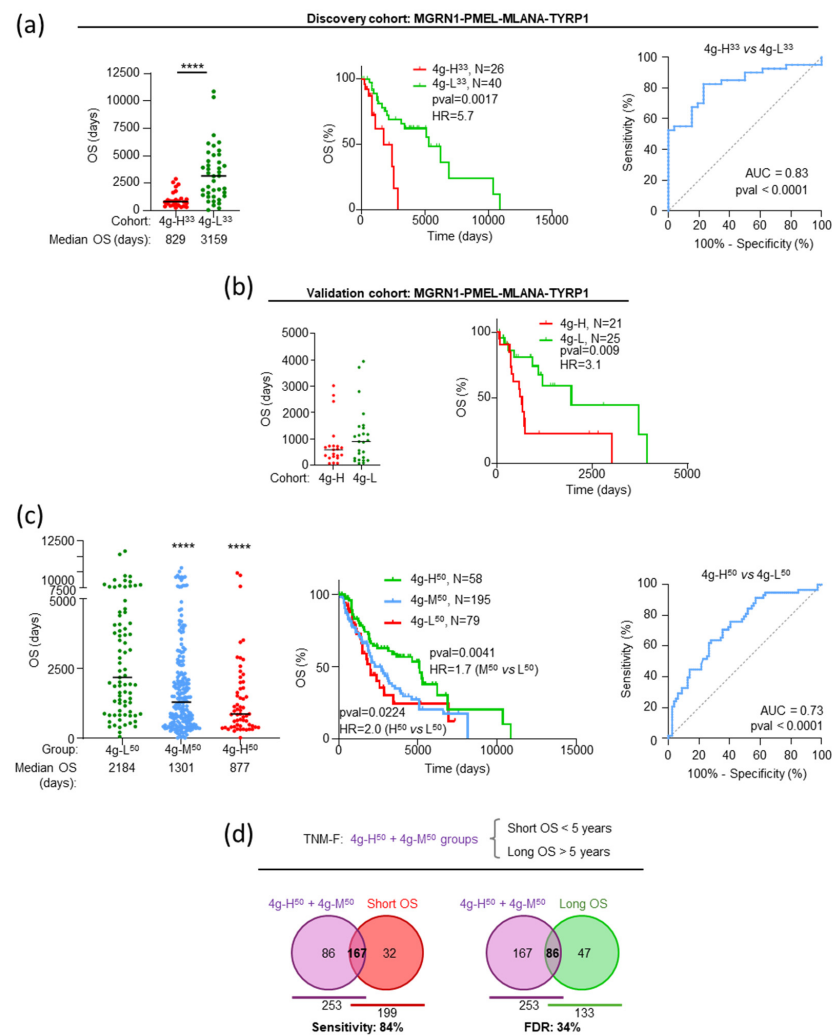 (a)
Discovery cohort: MGRN1-PMEL-MLANA-TYRP1
****
12500
10000
7500
5000
2500
0
OS (days)
Cohort: 4g-H³³ 4g-L³³
Median OS (days): 829 3159
100
50
0
OS (%)
4g-H³³, N=26
4g-L³³, N=40
pval=0.0017
HR=5.7
0 5000 10000 15000
Time (days)
4g-H³³ vs 4g-L³³
100
80
60
40
20
0
Sensitivity (%)
AUC = 0.83
pval < 0.0001
0 20 40 60 80 100
100% - Specificity (%)
(b)
Validation cohort: MGRN1-PMEL-MLANA-TYRP1
5000
4000
3000
2000
1000
0
OS (days)
Cohort: 4g-H 4g-L
100
50
0
OS (%)
4g-H, N=21
4g-L, N=25
pval=0.009
HR=3.1
0 2500 5000
Time (days)
(c)
12500
10000
7500
5000
2500
0
OS (days)
**** ****
Group: 4g-L⁵⁰ 4g-M⁵⁰ 4g-H⁵⁰
Median OS 2184 1301 877
(days):
100
50
0
OS (%)
4g-H⁵⁰, N=58
4g-M⁵⁰, N=195
4g-L⁵⁰, N=79
pval=0.0041
HR=1.7 (M⁵⁰ vs L⁵⁰)
pval=0.0224
HR=2.0 (H⁵⁰ vs L⁵⁰)
0 5000 10000 15000
Time (days)
4g-H⁵⁰ vs 4g-L⁵⁰
100
80
60
40
20
0
Sensitivity (%)
AUC = 0.73
pval < 0.0001
0 20 40 60 80 100
100% - Specificity (%)
(d)
TNM-F: 4g-H⁵⁰ + 4g-M⁵⁰ groups
Short OS < 5 years
Long OS > 5 years
4g-H⁵⁰ + 4g-M⁵⁰ Short OS
86 167 32
253
199
Sensitivity: 84%
4g-H⁵⁰ + 4g-M⁵⁰ Long OS
167 86 47
253
133
FDR: 34%